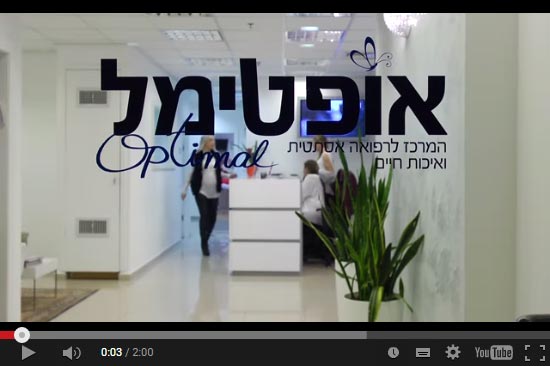 אופטימל
Optimal
המרכז לרפואה אסתטית
ואיכות חיים
0:03 / 2:00
YouTube